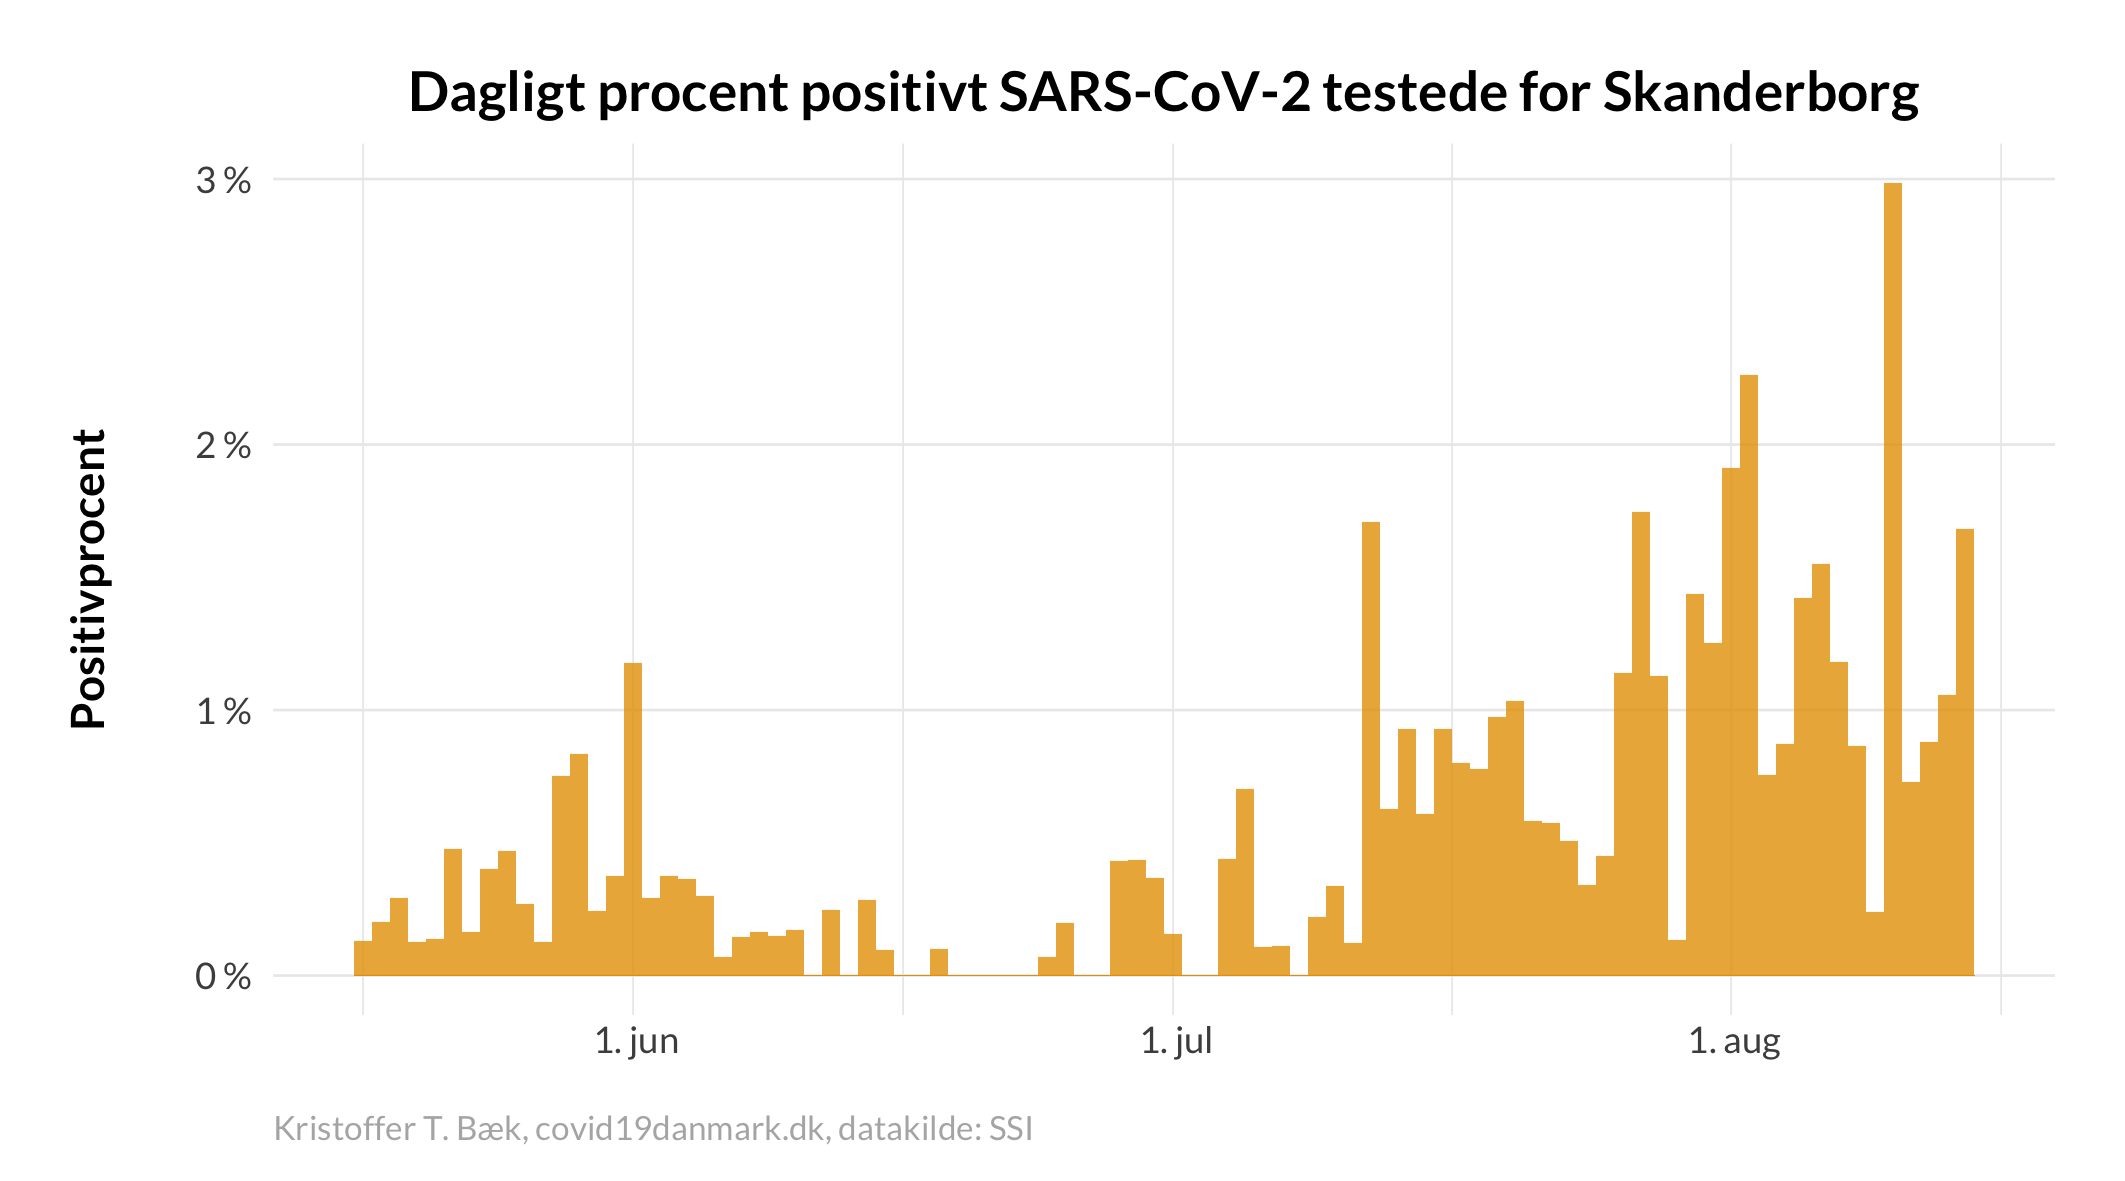 Dagligt procent positivt SARS-CoV-2 testede for Skanderborg
Positivprocent
3 %
2 %
1 %
0 %
1. jun
1. jul
1. aug
Kristoffer T. Bæk, covid19danmark.dk, datakilde: SSI